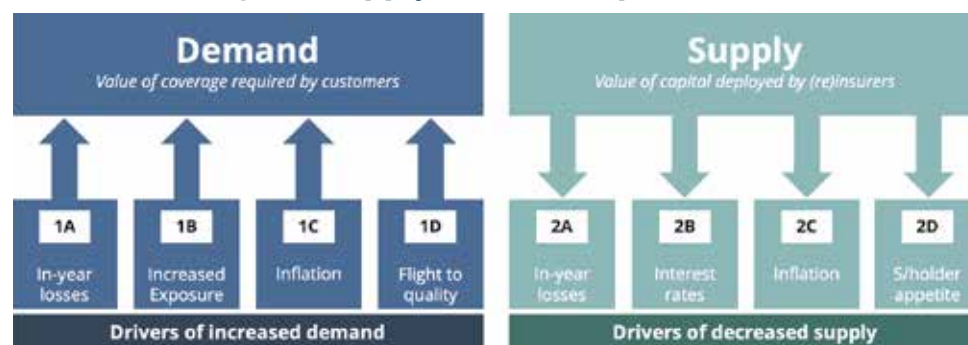 Demand
Value of coverage required by customers
1A
In-year
losses
1B
Increased
Exposure
1C
Inflation
1D
Flight to
quality
Drivers of increased demand
Supply
Value of capital deployed by (re)insurers
2A
In-year
losses
2B
Interest
rates
2C
Inflation
2D
S/holder
appetite
Drivers of decreased supply